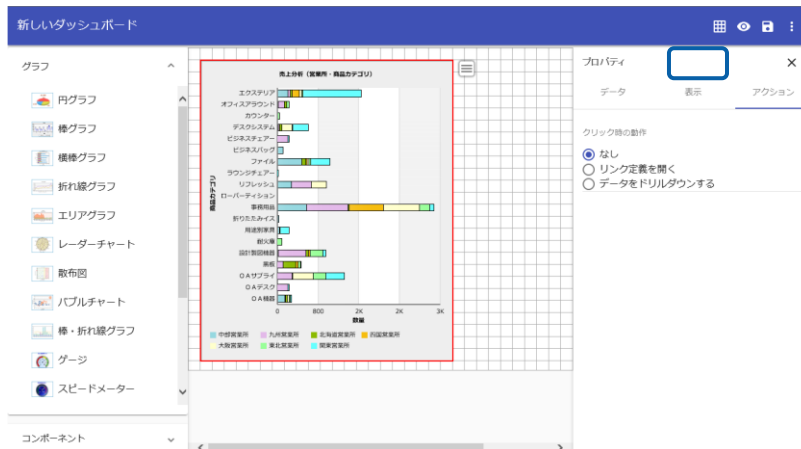 新しいダッシュボード
グラフ
円グラフ
棒グラフ
横棒グラフ
折れ線グラフ
エリアグラフ
レーダーチャート
散布図
バブルチャート
棒・折れ線グラフ
ゲージ
スピードメーター
コンポーネント
売上分析（営業所・商品カテゴリ）
商品カテゴリ
エクステリア
オフィスアラウンド
カウンター
デスクシステム
ビジネスチェアー
ビジネスバッグ
ファイル
ラウンジチェアー
リフレッシュ
ローパーティション
事務用品
折りたたみイス
用途別家具
耐火庫
設計製図機器
黒板
ＯＡサプライ
ＯＡデスク
ＯＡ機器
0 800 2K 2K 3K
数量
中部営業所 九州営業所 北海道営業所 四国営業所
大阪営業所 東北営業所 関東営業所
プロパティ
データ 表示 アクション
クリック時の動作
なし
リンク定義を開く
データをドリルダウンする